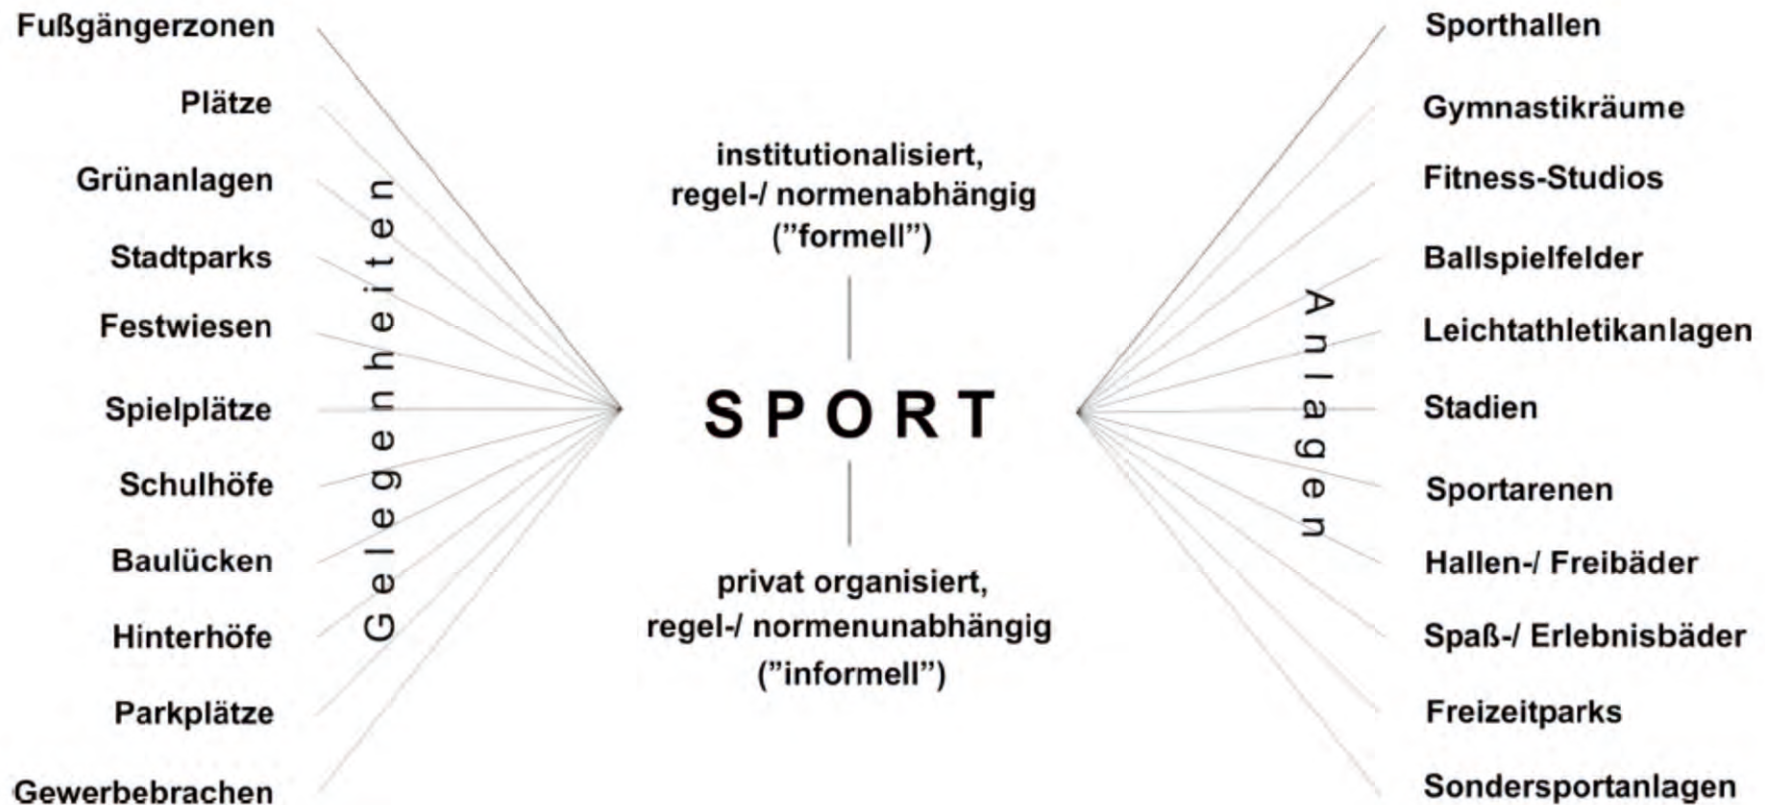 Fußgängerzonen
Plätze
Grünanlagen
Stadtparks
Festwiesen
Spielplätze
Schulhöfe
Baulücken
Hinterhöfe
Parkplätze
Gewerbebrachen
Gelegenheiten
institutionalisiert,
regel-/ normenabhängig
(”formell”)
SPORT
privat organisiert,
regel-/ normenunabhängig
(”informell”)
Anlagen
Sporthallen
Gymnastikräume
Fitness-Studios
Ballspielfelder
Leichtathletikanlagen
Stadien
Sportarenen
Hallen-/ Freibäder
Spaß-/ Erlebnisbäder
Freizeitparks
Sondersportanlagen